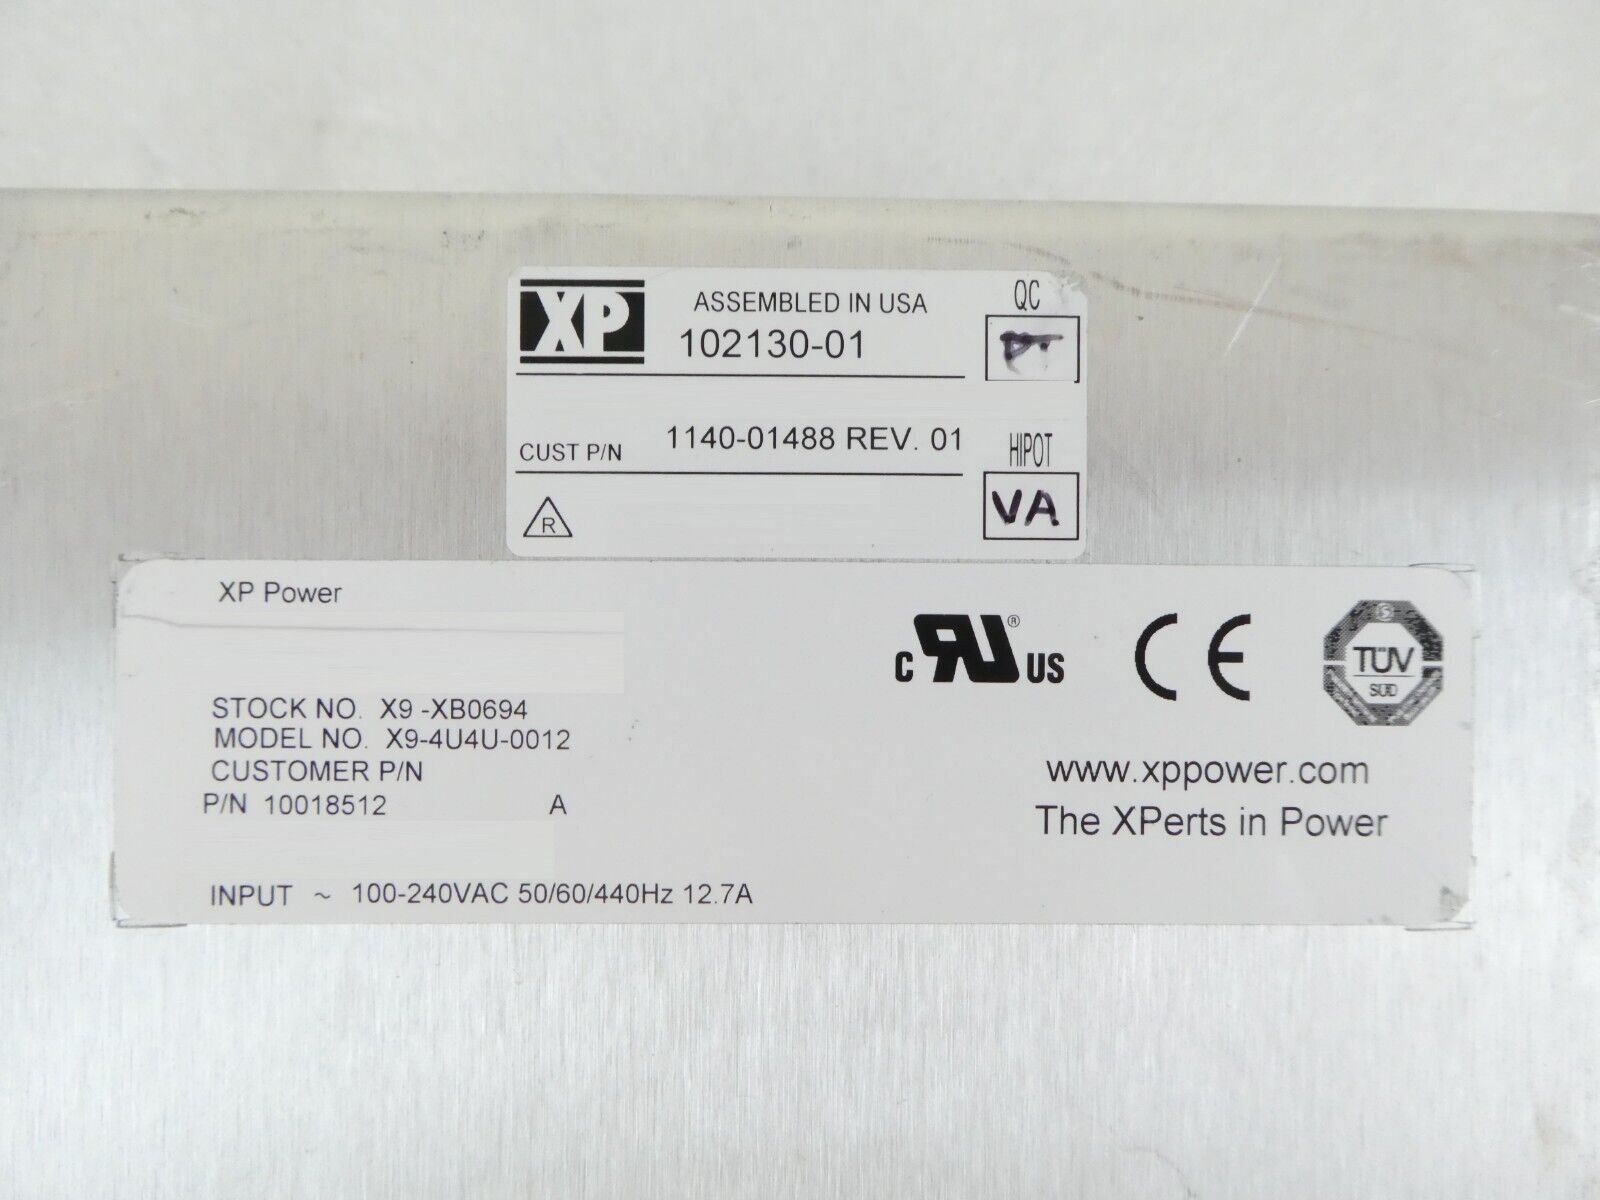 XP
ASSEMBLED IN USA
102130-01
QC
CUST P/N 1140-01488 REV. 01
HIPOT
VA
R
XP Power
C RU ® US
CE
TÜV
SÜD
STOCK NO. X9 -XB0694
MODEL NO. X9-4U4U-0012
CUSTOMER P/N
P/N 10018512 A
www.xppower.com
The XPerts in Power
INPUT ~ 100-240VAC 50/60/440Hz 12.7A